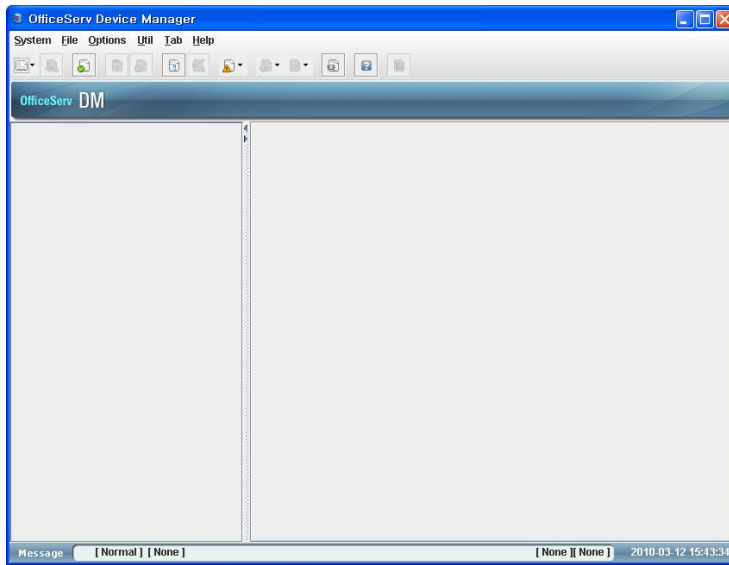 OfficeServ Device Manager
System File Options Util Tab Help
OfficeServ DM
Message [ Normal ] [ None ] [ None ][ None ] 2010-03-12 15:43:34